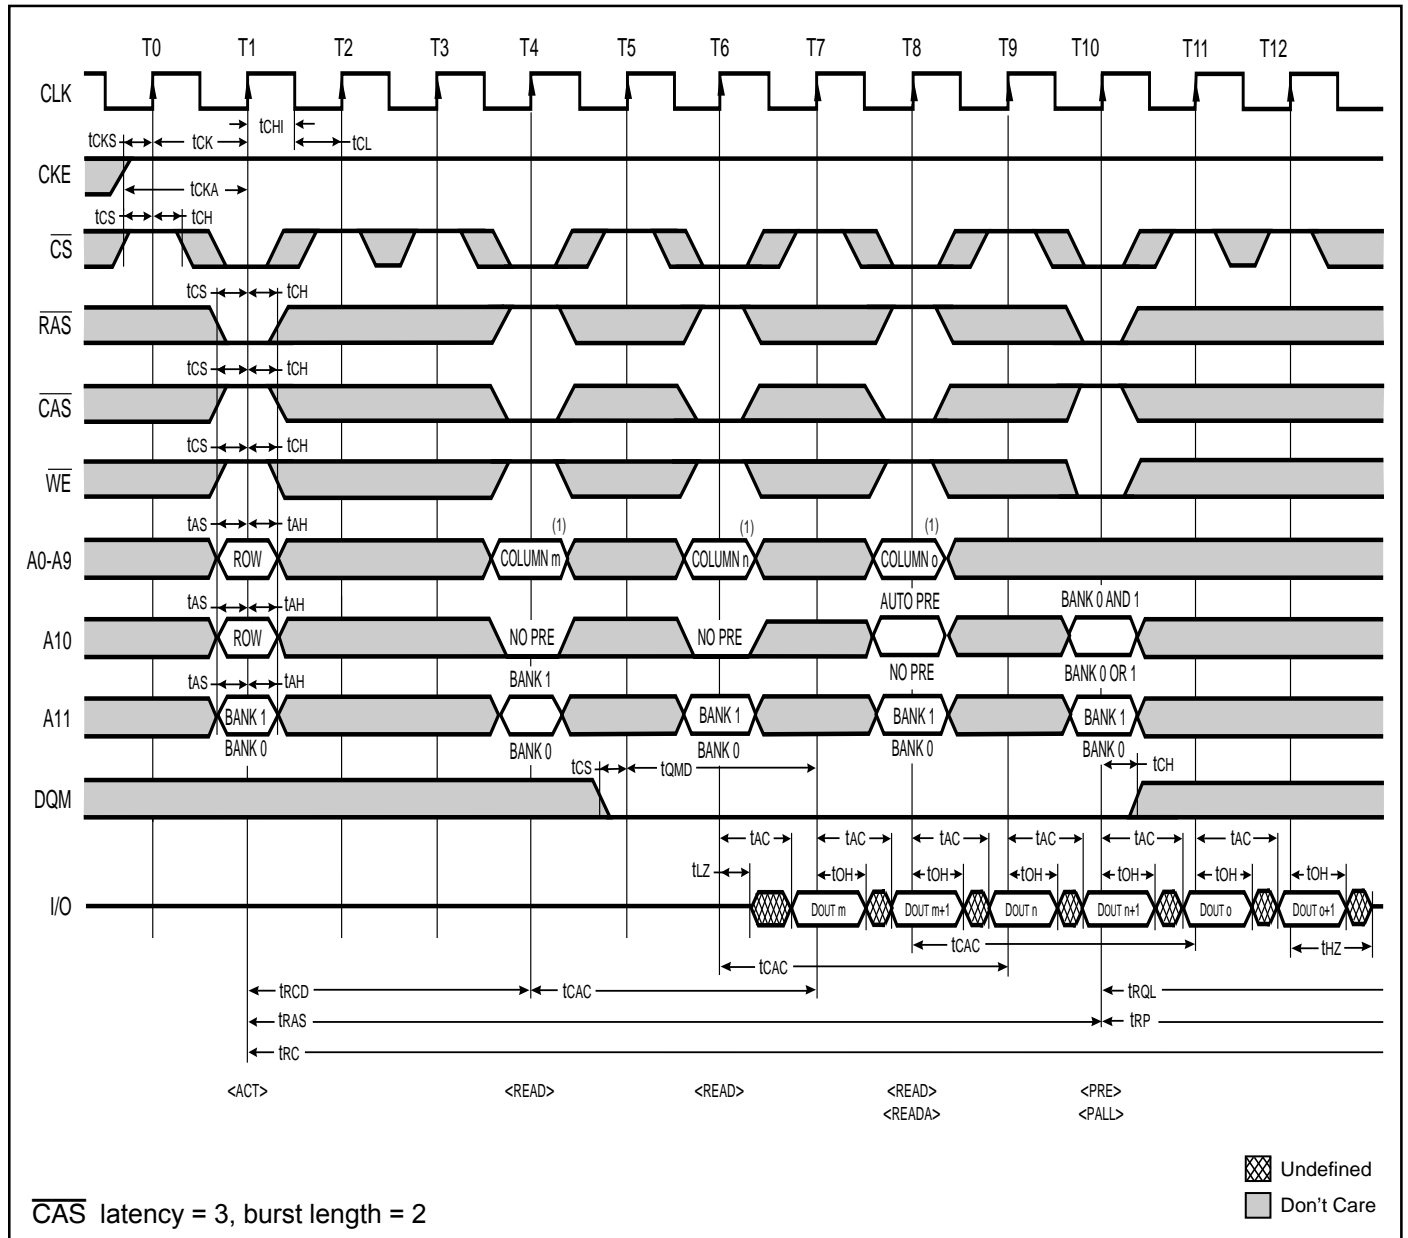 T0 T1 T2 T3 T4 T5 T6 T7 T8 T9 T10 T11 T12
CLK
tCHI
tCKS tCK tCL
CKE
tCKA
tCS tCH
CS
tCS tCH
RAS
tCS tCH
CAS
tCS tCH
WE
tAS tAH (1) (1) (1)
A0-A9 ROW COLUMN m COLUMN n COLUMN o
tAS tAH AUTO PRE BANK 0 AND 1
A10 ROW NO PRE NO PRE
tAS tAH BANK 1 NO PRE BANK 0 OR 1
A11 BANK 1 BANK 1 BANK 1 BANK 1
BANK 0 BANK 0 BANK 0 BANK 0 BANK 0
tCS tQMD tCH
DQM
tAC tAC tAC tAC tAC tAC
tLZ tOH tOH tOH tOH tOH tOH
I/O DOUT m DOUT m+1 DOUT n DOUT n+1 DOUT o DOUT o+1
tCAC tHZ
tCAC
tRCD tCAC tRQL
tRAS tRP
tRC
<ACT> <READ> <READ> <READ> <PRE>
<READA> <PALL>
Undefined
Don't Care
CAS latency = 3, burst length = 2